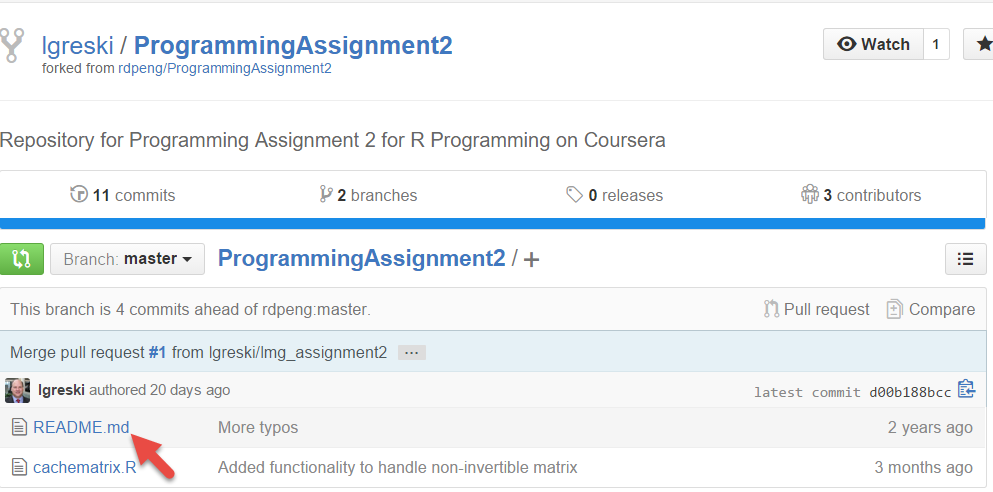 lgreski / ProgrammingAssignment2
forked from rdpeng/ProgrammingAssignment2
Watch 1
Repository for Programming Assignment 2 for R Programming on Coursera
11 commits 2 branches 0 releases 3 contributors
Branch: master ProgrammingAssignment2 / +
This branch is 4 commits ahead of rdpeng:master. Pull request Compare
Merge pull request #1 from lgreski/lmg_assignment2 ...
lgreski authored 20 days ago latest commit d00b188bcc
README.md More typos 2 years ago
cachematrix.R Added functionality to handle non-invertible matrix 3 months ago